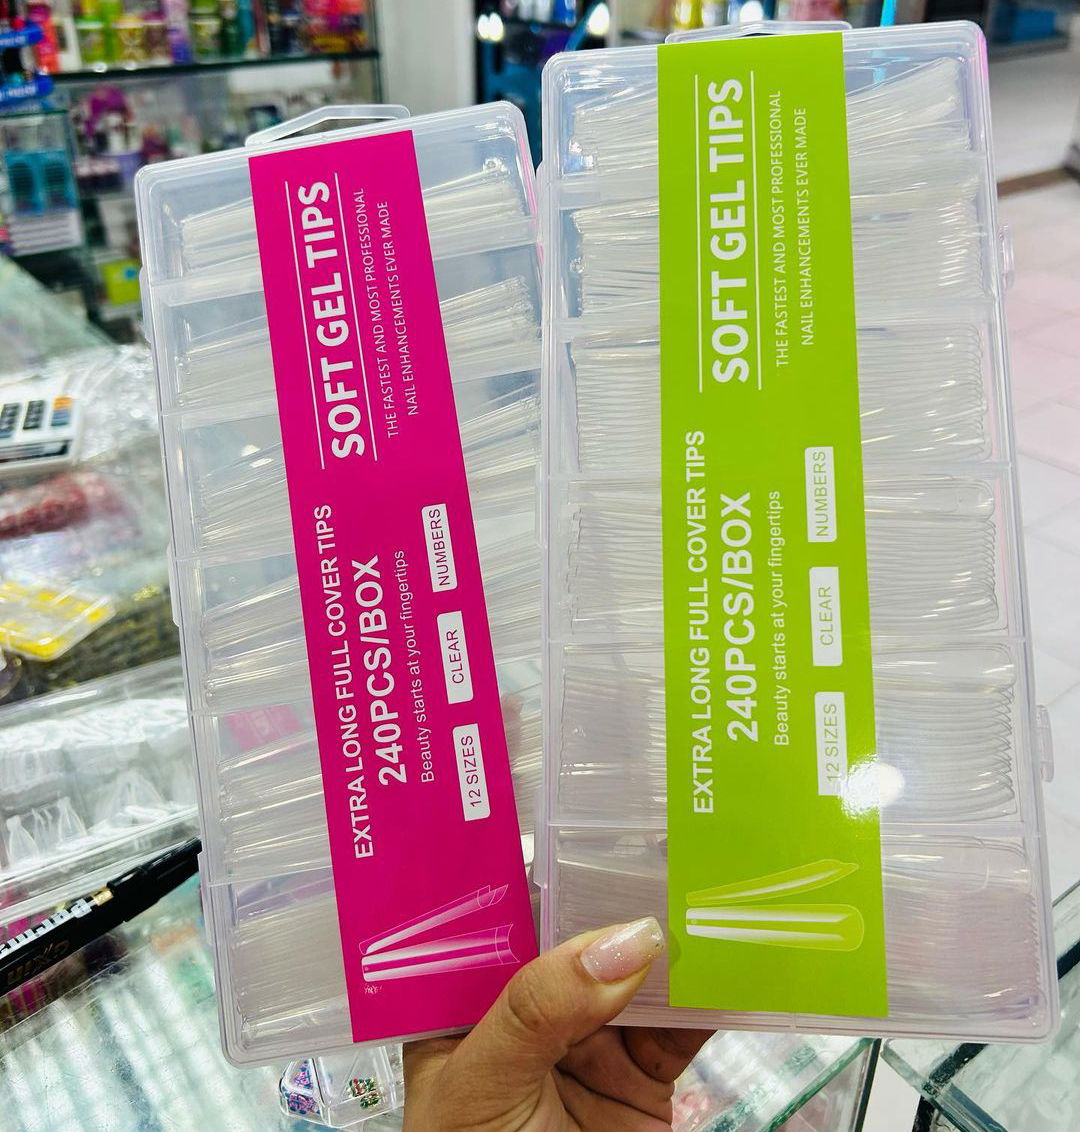 SOFT GEL TIPS
THE FASTEST AND MOST PROFESSIONAL
NAIL ENHANCEMENTS EVER MADE
EXTRA LONG FULL COVER TIPS
240PCS/BOX
Beauty starts at your fingertips
12 SIZES
CLEAR
NUMBERS
SOFT GEL TIPS
THE FASTEST AND MOST PROFESSIONAL
NAIL ENHANCEMENTS EVER MADE
EXTRA LONG FULL COVER TIPS
240PCS/BOX
Beauty starts at your fingertips
12 SIZES
CLEAR
NUMBERS